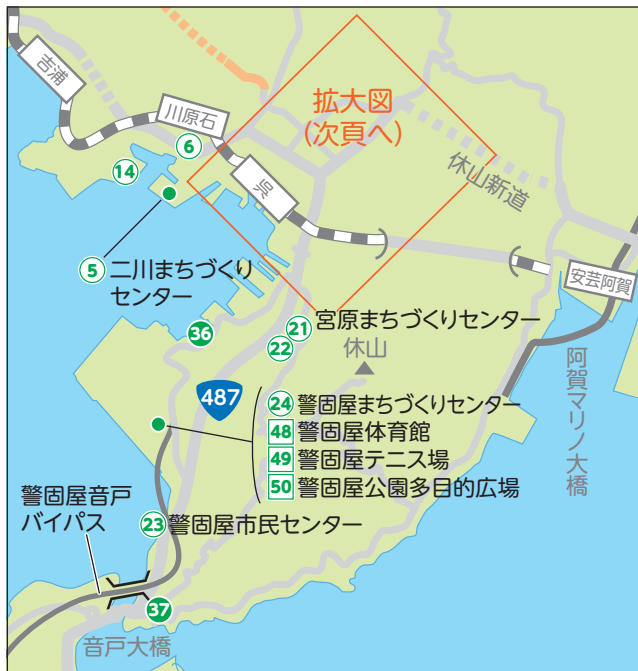 吉浦
川原石
6
拡大図
(次頁へ)
14
呉
休山新道
5 二川まちづくり
センター
安芸阿賀
36
21 宮原まちづくりセンター
22
休山
阿賀マリノ大橋
487
24 警固屋まちづくりセンター
48 警固屋体育館
49 警固屋テニス場
50 警固屋公園多目的広場
警固屋音戸
バイパス
23 警固屋市民センター
37
音戸大橋